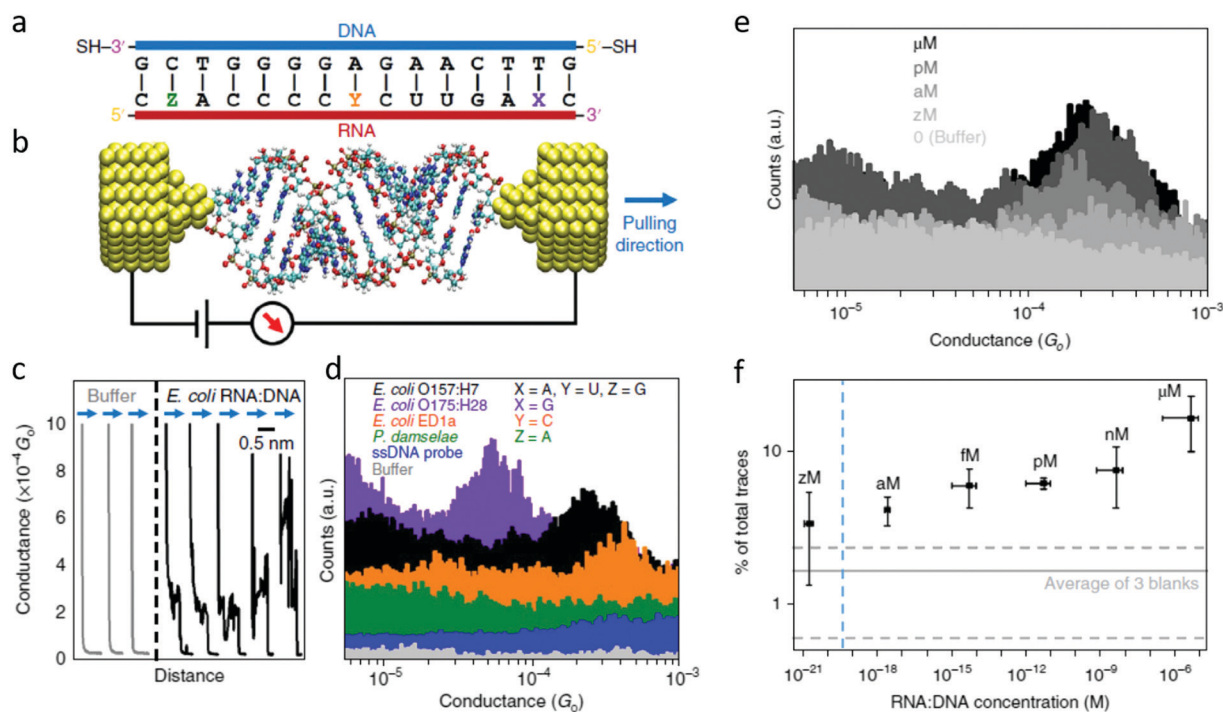 a
DNA
SH–3′ 5′–SH
G C T G G G G A G A A C T T G
C Z A C C C C Y C U U G A X C
5′ 3′
RNA
b
Pulling
direction
c
Buffer
E. coli RNA:DNA
0.5 nm
10
8
6
4
2
0
Conductance (×10⁻⁴ G₀)
Distance
d
E. coli O157:H7 X = A, Y = U, Z = G
E. coli O175:H28 X = G
E. coli ED1a Y = C
P. damselae Z = A
ssDNA probe
Buffer
Counts (a.u.)
10⁻⁵ 10⁻⁴ 10⁻³
Conductance (G₀)
e
μM
pM
aM
zM
0 (Buffer)
Counts (a.u.)
10⁻⁵ 10⁻⁴ 10⁻³
Conductance (G₀)
f
μM
nM
pM
fM
aM
zM
10
1
% of total traces
Average of 3 blanks
10⁻²¹ 10⁻¹⁸ 10⁻¹⁵ 10⁻¹² 10⁻⁹ 10⁻⁶
RNA:DNA concentration (M)